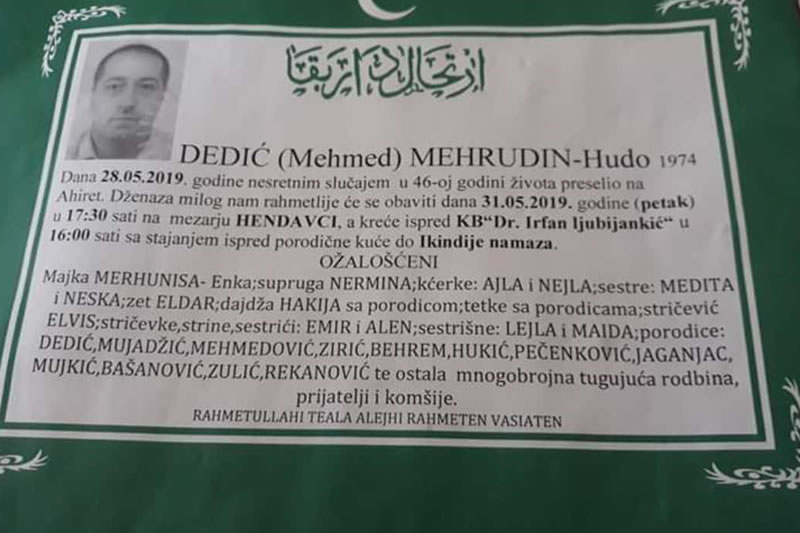 ارتحال دار بقا
DEDIĆ (Mehmed) MEHRUDIN-Hudo 1974
Dana 28.05.2019. godine nesretnim slučajem u 46-oj godini života preselio na
Ahiret. Dženaza milog nam rahmetlije će se obaviti dana 31.05.2019. godine (petak)
u 17:30 sati na mezarju HENDAVCI, a kreće ispred KB“Dr. Irfan ljubijankić“ u
16:00 sati sa stajanjem ispred porodične kuće do Ikindije namaza.
OŽALOŠĆENI
Majka MERHUNISA- Enka;supruga NERMINA;kćerke: AJLA i NEJLA;sestre: MEDITA
i NESKA;zet ELDAR;dajdža HAKIJA sa porodicom;tetke sa porodicama;stričević
ELVIS;stričevke,strine,sestrići: EMIR i ALEN;sestrišne: LEJLA i MAIDA;porodice:
DEDIĆ,MUJADŽIĆ,MEHMEDOVIĆ,ZIRIĆ,BEHREM,HUKIĆ,PEČENKOVIĆ,JAGANJAC,
MUJKIĆ,BAŠANOVIĆ,ZULIĆ,REKANOVIĆ te ostala mnogobrojna tugujuća rodbina,
prijatelji i komšije.
RAHMETULLAHI TEALA ALEJHI RAHMETEN VASIATEN